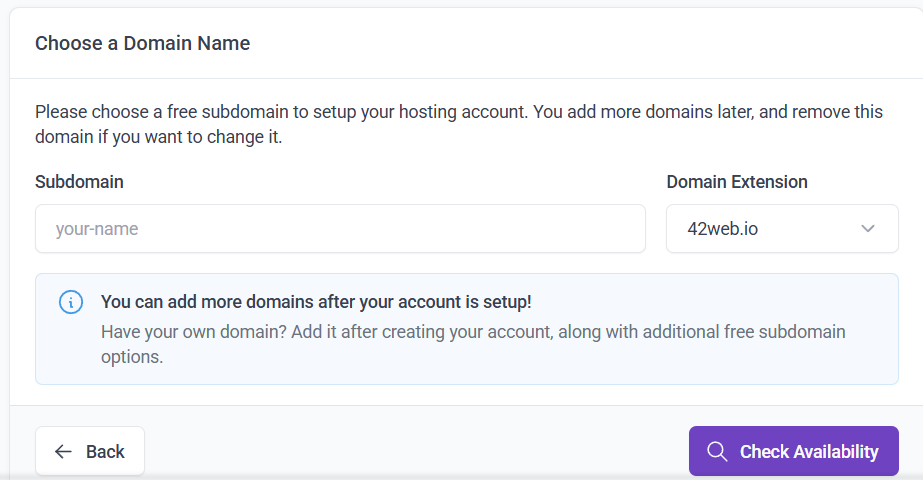 Choose a Domain Name
Please choose a free subdomain to setup your hosting account. You add more domains later, and remove this
domain if you want to change it.
Subdomain
Domain Extension
your-name
42web.io
You can add more domains after your account is setup!
Have your own domain? Add it after creating your account, along with additional free subdomain
options.
Back
Check Availability